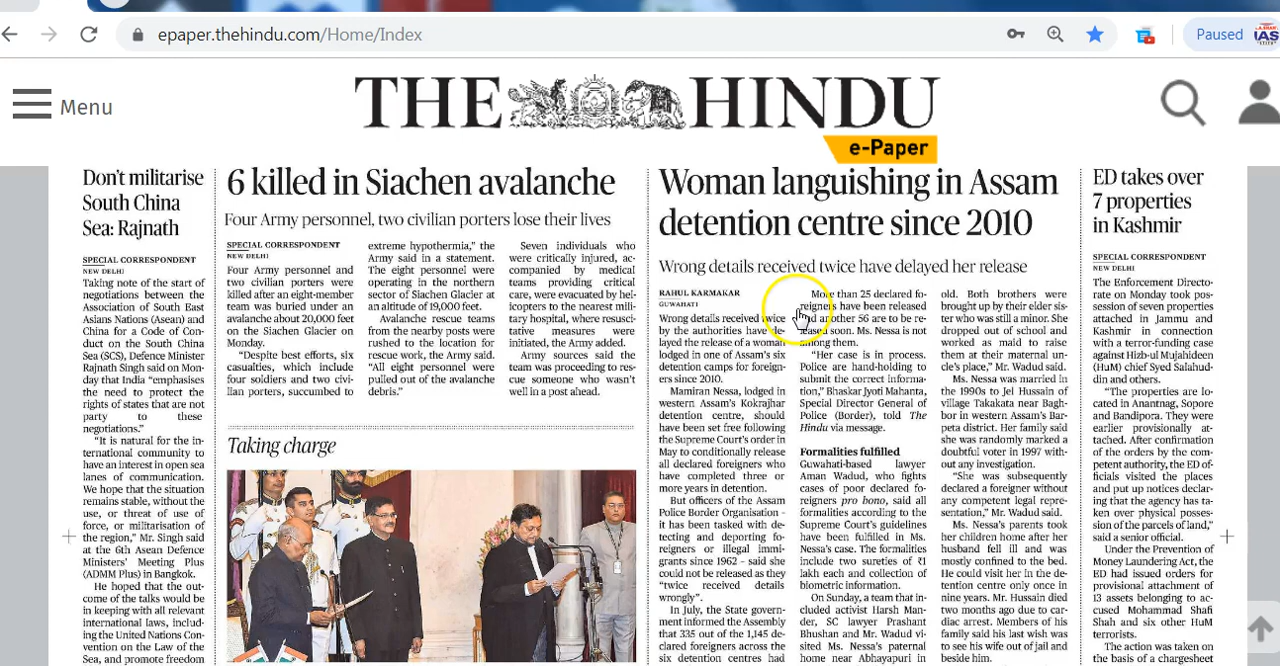 epaper.thehindu.com/Home/Index
Paused
IAS
Menu
THE HINDU
e-Paper
Don't militarise
South China
Sea: Rajnath
SPECIAL CORRESPONDENT
NEW DELHI
Taking note of the start of
negotiations between the
Association of South East
Asians Nations (Asean) and
China for a Code of Con-
duct on the South China
Sea (SCS), Defence Minister
Rajnath Singh said on Mon-
day that India “emphasises
the need to protect the
rights of states that are not
party to these
negotiations.”
“It is natural for the in-
ternational community to
have an interest in open sea
lanes of communication.
We hope that the situation
remains stable, without the
use, or threat of use of
force, or militarisation of
the region,” Mr. Singh said
at the 6th Asean Defence
Ministers’ Meeting Plus
(ADMM Plus) in Bangkok.
He hoped that the out-
come of the talks would be
in keeping with all relevant
international laws, includ-
ing the United Nations Con-
vention on the Law of the
Sea, and promote freedom
6 killed in Siachen avalanche
Four Army personnel, two civilian porters lose their lives
SPECIAL CORRESPONDENT
NEW DELHI
Four Army personnel and
two civilian porters were
killed after an eight-member
team was buried under an
avalanche about 20,000 feet
on the Siachen Glacier on
Monday.
“Despite best efforts, six
casualties, which include
four soldiers and two civi-
lian porters, succumbed to
extreme hypothermia,” the
Army said in a statement.
The eight personnel were
operating in the northern
sector of Siachen Glacier at
an altitude of 19,000 feet.
Avalanche rescue teams
from the nearby posts were
rushed to the location for
rescue work, the Army said.
“All eight personnel were
pulled out of the avalanche
debris.”
Seven individuals who
were critically injured, ac-
companied by medical
teams providing critical
care, were evacuated by hel-
icopters to the nearest mili-
tary hospital, where resusci-
tative measures were
initiated, the Army added.
Army sources said the
team was proceeding to res-
cue someone who wasn’t
well in a post ahead.
Taking charge
Woman languishing in Assam
detention centre since 2010
Wrong details received twice have delayed her release
RAHUL KARMAKAR
GUWAHATI
Wrong details received twice
by the authorities have de-
layed the release of a woman
lodged in one of Assam’s six
detention camps for foreign-
ers since 2010.
Mamiran Nessa, lodged in
western Assam’s Kokrajhar
detention centre, should
have been set free following
the Supreme Court’s order in
May to conditionally release
all declared foreigners who
have completed three or
more years in detention.
But officers of the Assam
Police Border Organisation -
it has been tasked with de-
tecting and deporting fo-
reigners or illegal immi-
grants since 1962 - said she
could not be released as they
“twice received details
wrongly”.
In July, the State govern-
ment informed the Assembly
that 335 out of the 1,145 de-
clared foreigners across the
six detention centres had
More than 25 declared fo-
reigners have been released
and another 56 are to be re-
leased soon. Ms. Nessa is not
among them.
“Her case is in process.
Police are hand-holding to
submit the correct informa-
tion,” Bhaskar Jyoti Mahanta,
Special Director General of
Police (Border), told The
Hindu via message.
Formalities fulfilled
Guwahati-based lawyer
Aman Wadud, who fights
cases of poor declared fo-
reigners pro bono, said all
formalities according to the
Supreme Court’s guidelines
have been fulfilled in Ms.
Nessa’s case. The formalities
include two sureties of ₹1
lakh each and collection of
biometric information.
On Sunday, a team that in-
cluded activist Harsh Man-
der, SC lawyer Prashant
Bhushan and Mr. Wadud vi-
sited Ms. Nessa’s paternal
home near Abhayapuri in
old. Both brothers were
brought up by their elder sis-
ter who was still a minor. She
dropped out of school and
worked as maid to raise
them at their maternal un-
cle’s place,” Mr. Wadud said.
Ms. Nessa was married in
the 1990s to Jei Hussain of
village Takakata near Bagh-
bor in western Assam’s Bar-
peta district. Her family said
she was randomly marked a
doubtful voter in 1997 with-
out any investigation.
“She was subsequently
declared a foreigner without
any competent legal repre-
sentation,” Mr. Wadud said.
Ms. Nessa’s parents took
her children home after her
husband fell ill and was
mostly confined to the bed.
He could visit her in the de-
tention centre only once in
nine years. Mr. Hussain died
two months ago due to car-
diac arrest. Members of his
family said his last wish was
to see his wife out of jail and
beside him.
ED takes over
7 properties
in Kashmir
SPECIAL CORRESPONDENT
NEW DELHI
The Enforcement Directo-
rate on Monday took pos-
session of seven properties
attached in Jammu and
Kashmir in connection
with a terror-funding case
against Hizb-ul Mujahideen
(HuM) chief Syed Salahud-
din and others.
“The properties are lo-
cated in Anantnag, Sopore
and Bandipora. They were
earlier provisionally at-
tached. After confirmation
of the orders by the com-
petent authority, the ED of-
ficials visited the places
and put up notices declar-
ing that the agency has ta-
ken over physical posses-
sion of the parcels of land,”
said a senior official.
Under the Prevention of
Money Laundering Act, the
ED had issued orders for
provisional attachment of
13 assets belonging to ac-
cused Mohammad Shafi
Shah and six other HuM
terrorists.
The action was taken on
the basis of a chargesheet